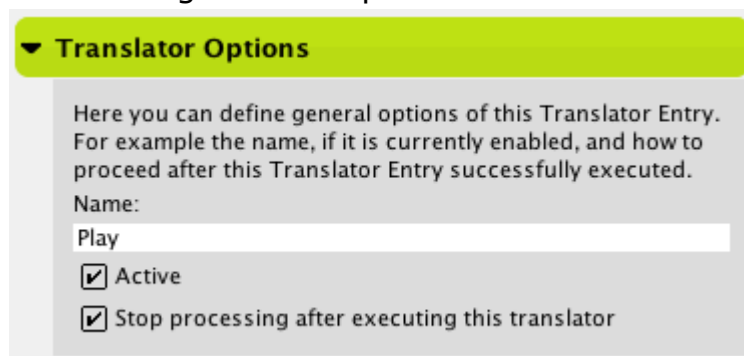 Translator Options
Here you can define general options of this Translator Entry.
For example the name, if it is currently enabled, and how to
proceed after this Translator Entry successfully executed.
Name:
Play
Active
Stop processing after executing this translator